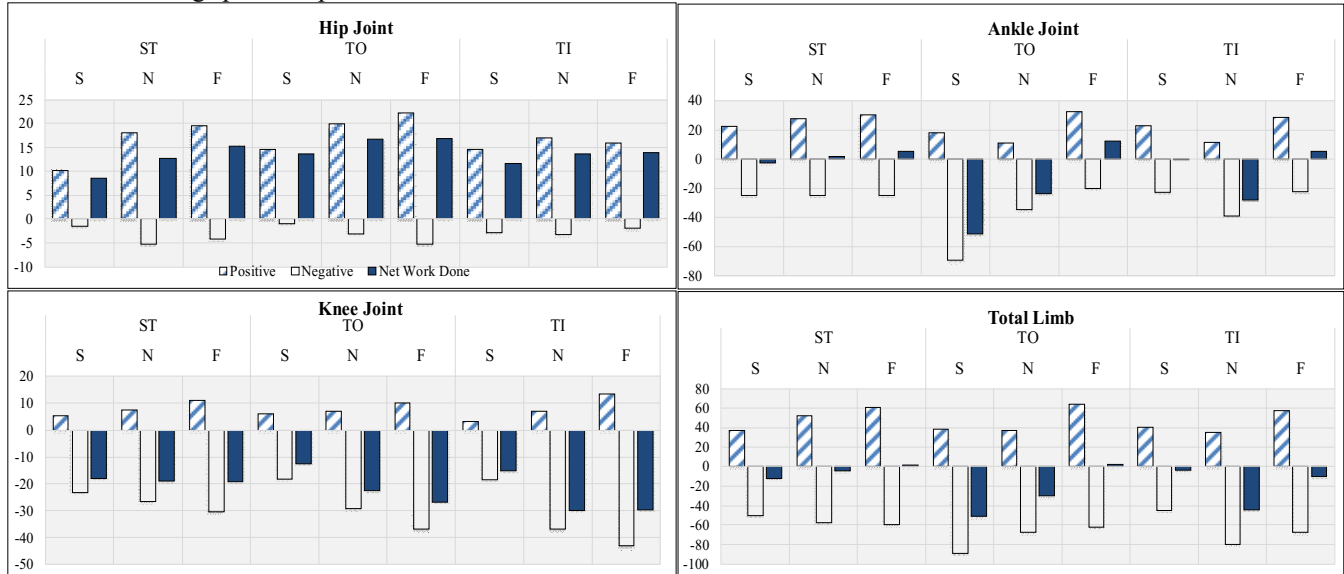 Hip Joint
ST TO TI
S N F S N F S N F
25
20
15
10
5
0
-5
-10
Positive Negative Net Work Done
Ankle Joint
ST TO TI
S N F S N F S N F
40
20
0
-20
-40
-60
-80
Knee Joint
ST TO TI
S N F S N F S N F
20
10
0
-10
-20
-30
-40
-50
Total Limb
ST TO TI
S N F S N F S N F
80
60
40
20
0
-20
-40
-60
-80
-100